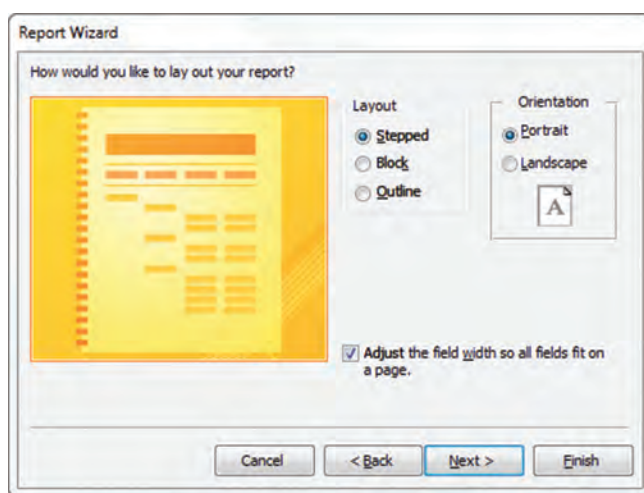 Report Wizard
How would you like to lay out your report?
Layout
Stepped
Block
Outline
Orientation
Portrait
Landscape
A
Adjust the field width so all fields fit on
a page.
Cancel
< Back
Next >
Finish